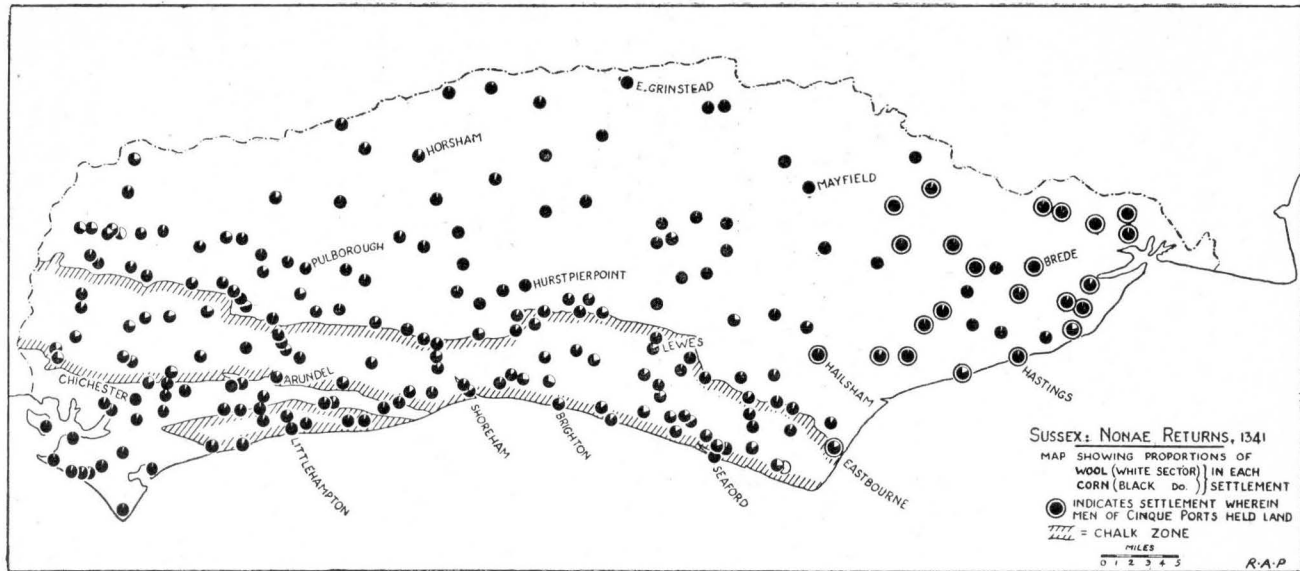 E. GRINSTEAD
HORSHAM
MAYFIELD
PULBOROUGH
BREDE
HURSTPIERPOINT
LEWES
HAILSHAM
HASTINGS
CHICHESTER
ARUNDEL
SHOREHAM
BRIGHTON
LITTLEHAMPTON
SEAFORD
EASTBOURNE
SUSSEX: NONAE RETURNS, 1341
MAP SHOWING PROPORTIONS OF
WOOL (WHITE SECTOR) } IN EACH
CORN (BLACK DO. ) } SETTLEMENT
INDICATES SETTLEMENT WHEREIN
MEN OF CINQUE PORTS HELD LAND
= CHALK ZONE
MILES
0 1 2 3 4 5
R.A.P